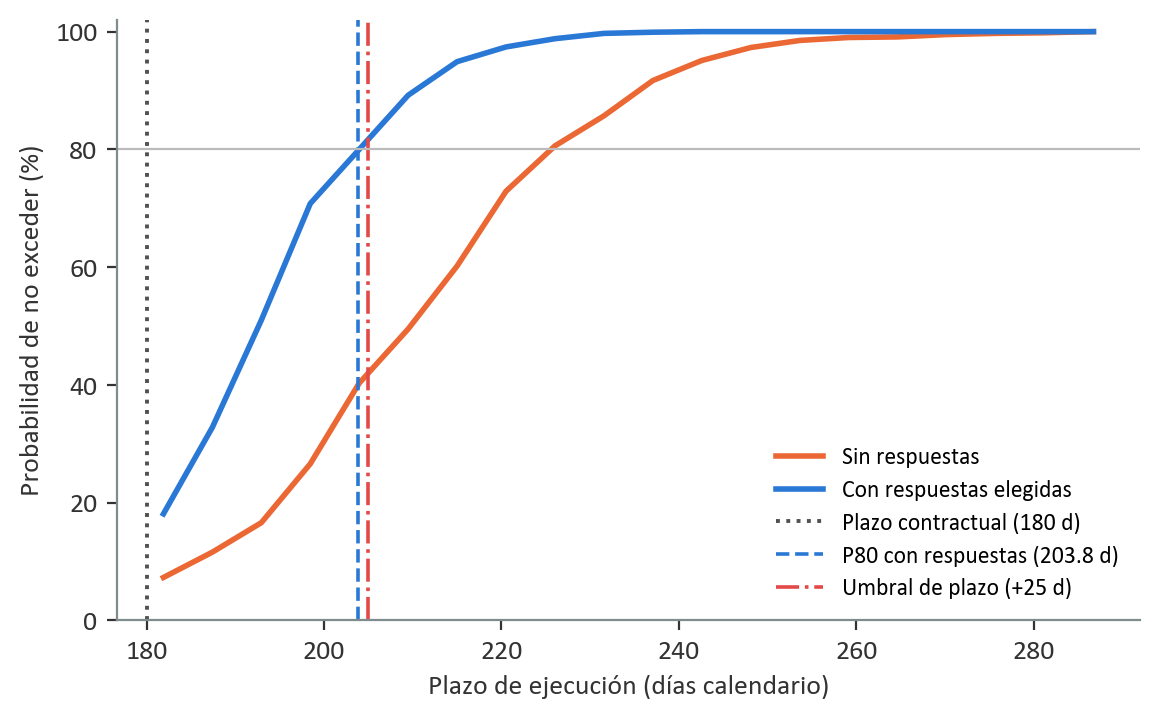 100
80
60
40
20
0
Probabilidad de no exceder (%)
Sin respuestas
Con respuestas elegidas
Plazo contractual (180 d)
P80 con respuestas (203.8 d)
Umbral de plazo (+25 d)
180 200 220 240 260 280
Plazo de ejecución (días calendario)